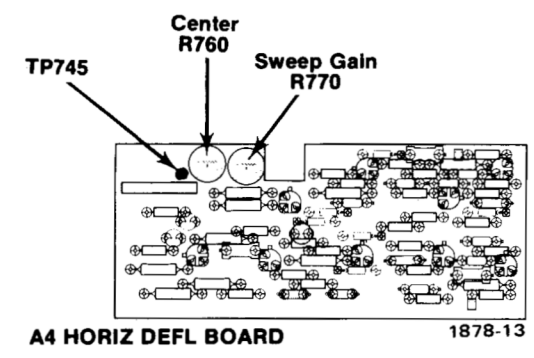 Center
R760
TP745
Sweep Gain
R770
A4 HORIZ DEFL BOARD
1878-13